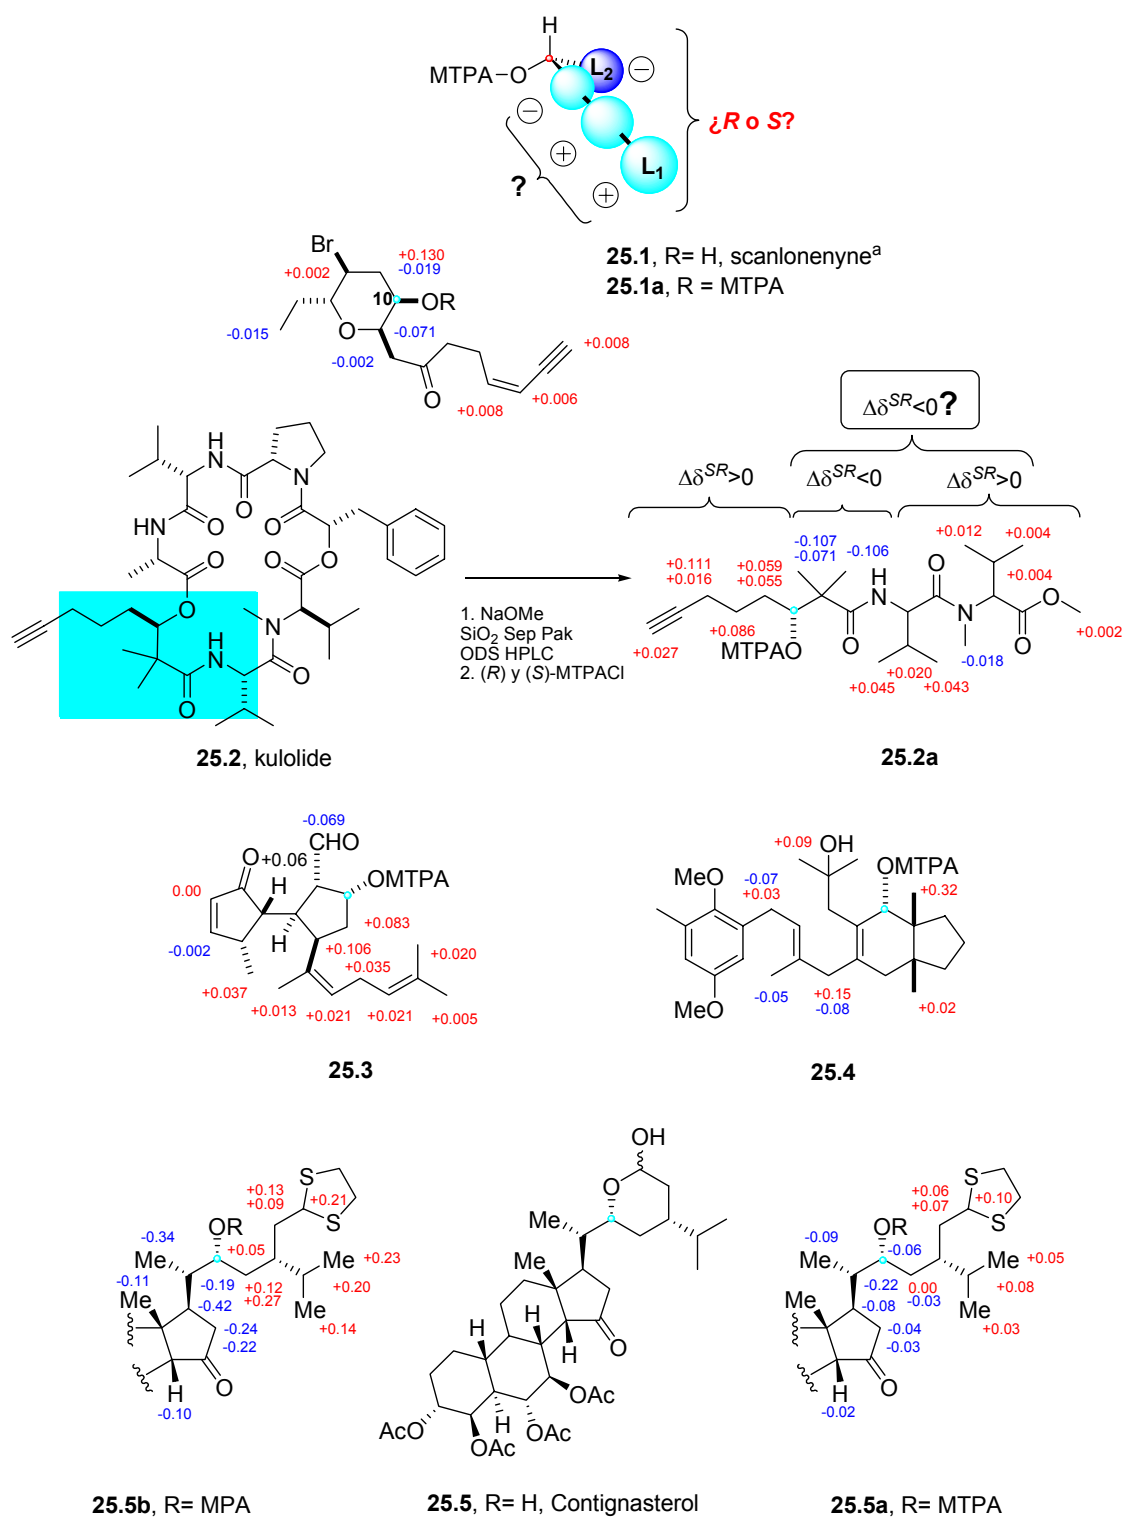 H
MTPA–O
L2
−
−
+
+
L1
?
¿R o S?
25.1, R= H, scanlonenyneᵃ
25.1a, R = MTPA
Br
+0.130
-0.019
+0.002
10
OR
-0.015
O
-0.071
-0.002
+0.008
O
+0.008
+0.006
ΔδSR<0?
ΔδSR>0
ΔδSR<0
ΔδSR>0
H
N
O
N
O
HN
O
O
O
O
O
O
N
H
N
O
O
1. NaOMe
SiO2 Sep Pak
ODS HPLC
2. (R) y (S)-MTPACl
+0.012
+0.004
-0.107
-0.071
-0.106
+0.111
+0.016
+0.059
+0.055
H
N
O
+0.004
O
+0.086
MTPAO
O
N
O
+0.002
+0.027
-0.018
+0.020
+0.045
+0.043
25.2, kulolide
25.2a
-0.069
CHO
O
+0.06
H
OMTPA
0.00
H
+0.083
-0.002
+0.106
+0.020
+0.035
+0.037
+0.013
+0.021
+0.021
+0.005
25.3
+0.09
OH
OMTPA
MeO
-0.07
+0.03
+0.32
-0.05
+0.15
-0.08
MeO
+0.02
25.4
S
+0.13
+0.09
+0.21
S
OR
-0.34
Me
+0.05
Me
+0.23
-0.11
-0.19
+0.12
+0.27
+0.20
Me
-0.42
Me
+0.14
-0.24
-0.22
O
H
-0.10
25.5b, R= MPA
OH
O
Me
Me
H
H
O
H
OAc
AcO
OAc
OAc
25.5, R= H, Contignasterol
S
+0.06
+0.07
+0.10
S
OR
-0.09
Me
-0.06
Me
+0.05
-0.22
0.00
-0.03
+0.08
Me
-0.08
Me
+0.03
-0.04
-0.03
O
H
-0.02
25.5a, R= MTPA